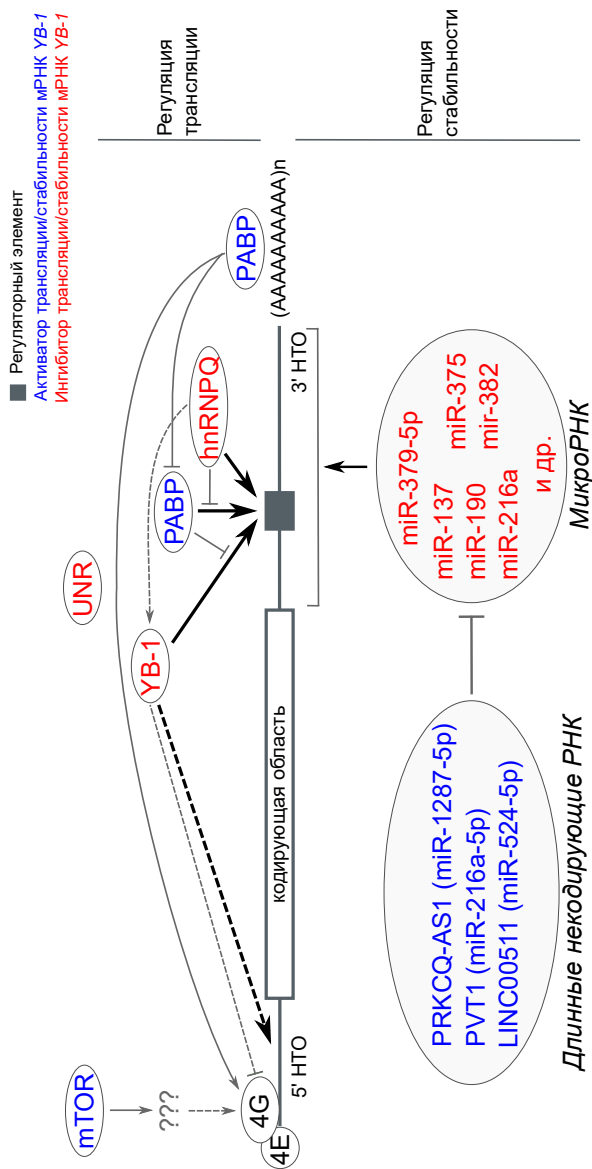 Регуляторный элемент
Активатор трансляции/стабильности мРНК YB-1
Ингибитор трансляции/стабильности мРНК YB-1
Регуляция
трансляции
mTOR
???
4G
4E
UNR
YB-1
PABP
hnRNPQ
PABP
5' НТО
кодирующая область
3' НТО
(AAAAAAAAAAA)n
Регуляция
стабильности
PRKCQ-AS1 (miR-1287-5p)
PVT1 (miR-216a-5p)
LINC00511 (miR-524-5p)
Длинные некодирующие РНК
miR-379-5p
miR-137 miR-375
miR-190 mir-382
miR-216a
и др.
МикроРНК